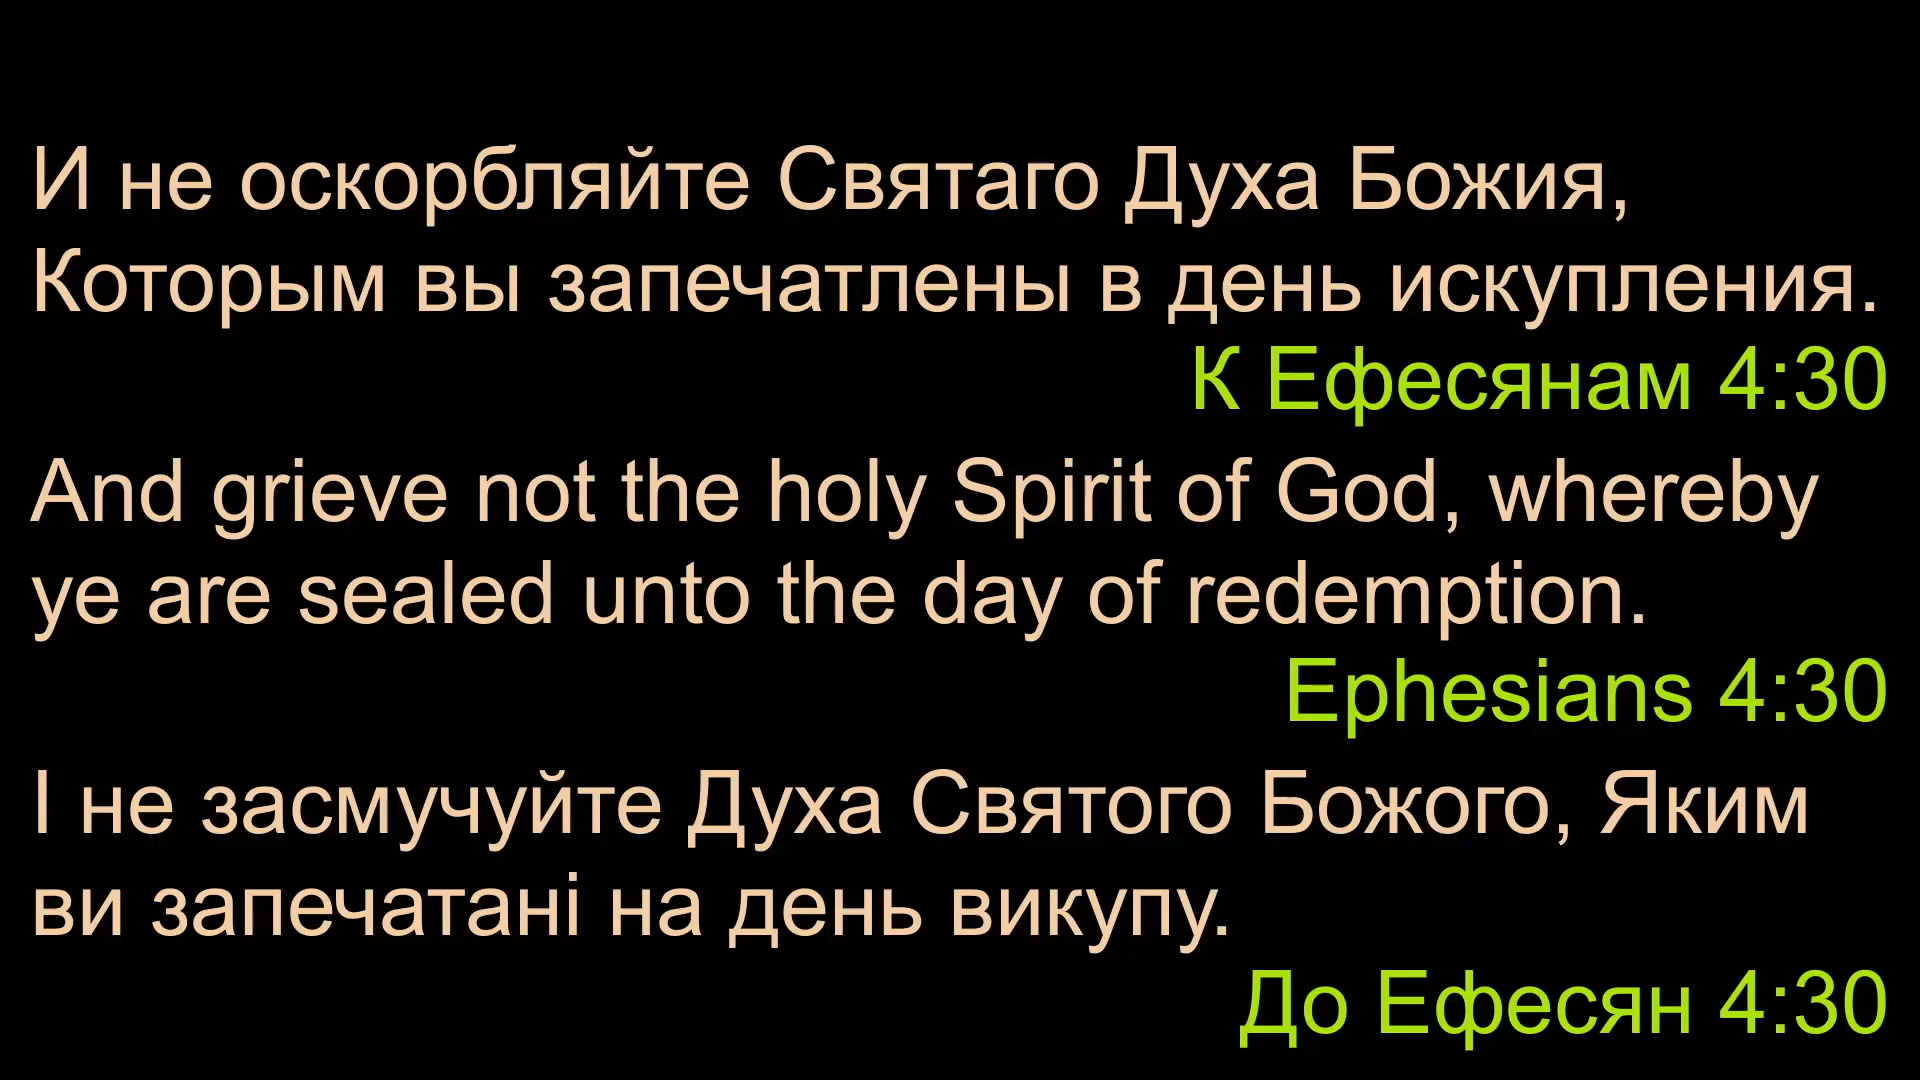 И не оскорбляйте Святаго Духа Божия,
Которым вы запечатлены в день искупления.
К Ефесянам 4:30
And grieve not the holy Spirit of God, whereby
ye are sealed unto the day of redemption.
Ephesians 4:30
І не засмучуйте Духа Святого Божого, Яким
ви запечатані на день викупу.
До Ефесян 4:30